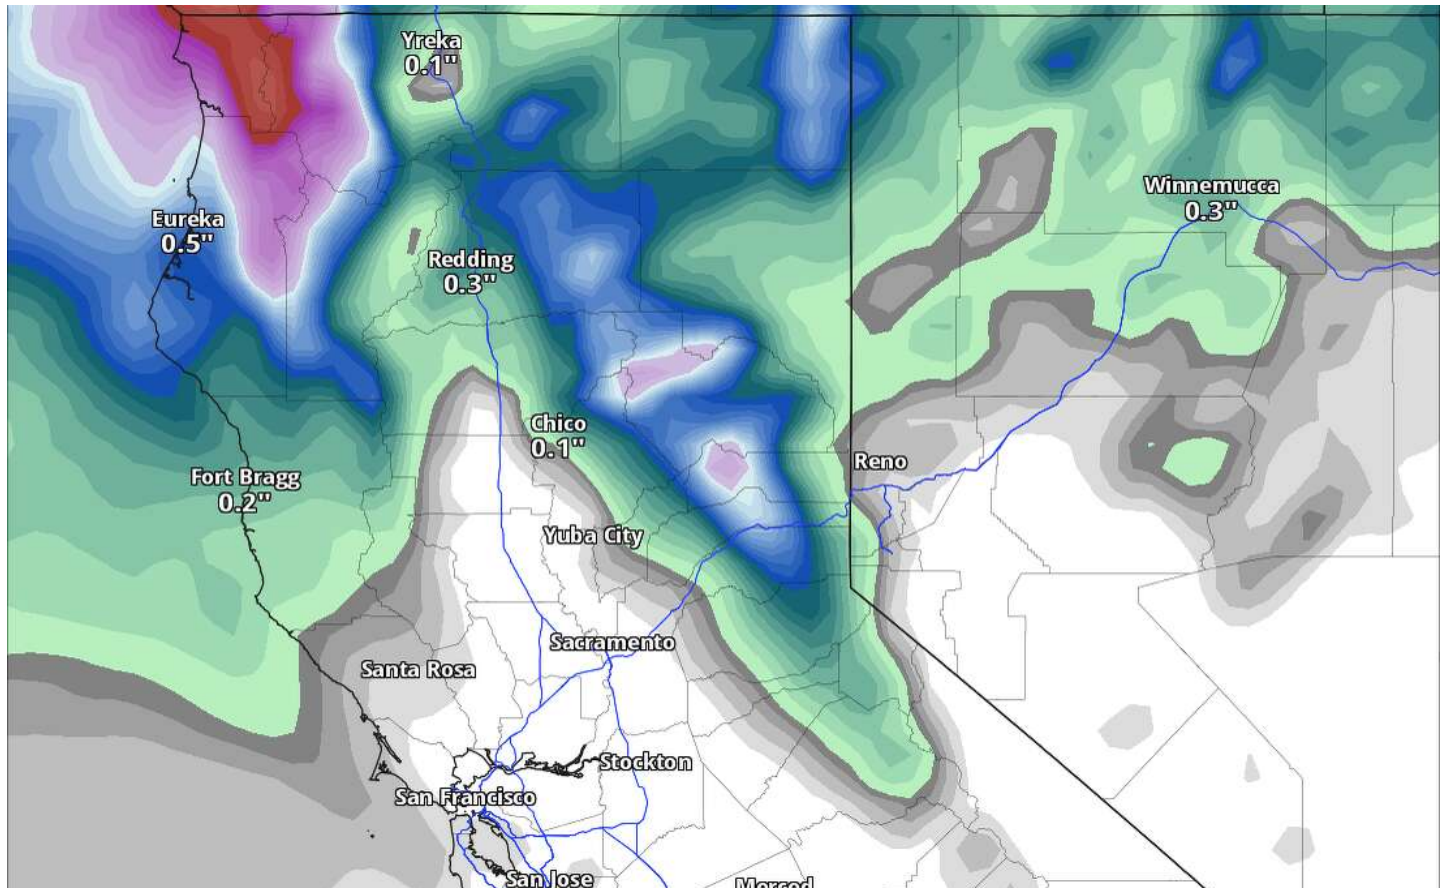 Yreka
0.1"
Winnemucca
0.3"
Eureka
0.5"
Redding
0.3"
Chico
0.1"
Reno
Fort Bragg
0.2"
Yuba City
Sacramento
Santa Rosa
Stockton
San Francisco
San Jose
Merced